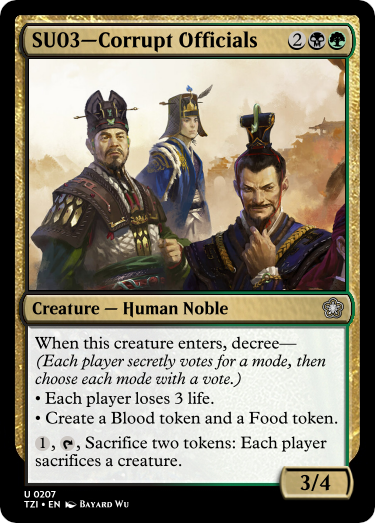 SU03—Corrupt Officials 2
Creature — Human Noble
When this creature enters, decree—
(Each player secretly votes for a mode, then
choose each mode with a vote.)
• Each player loses 3 life.
• Create a Blood token and a Food token.
1, , Sacrifice two tokens: Each player
sacrifices a creature.
3/4
U 0207
TZI • EN Bayard Wu